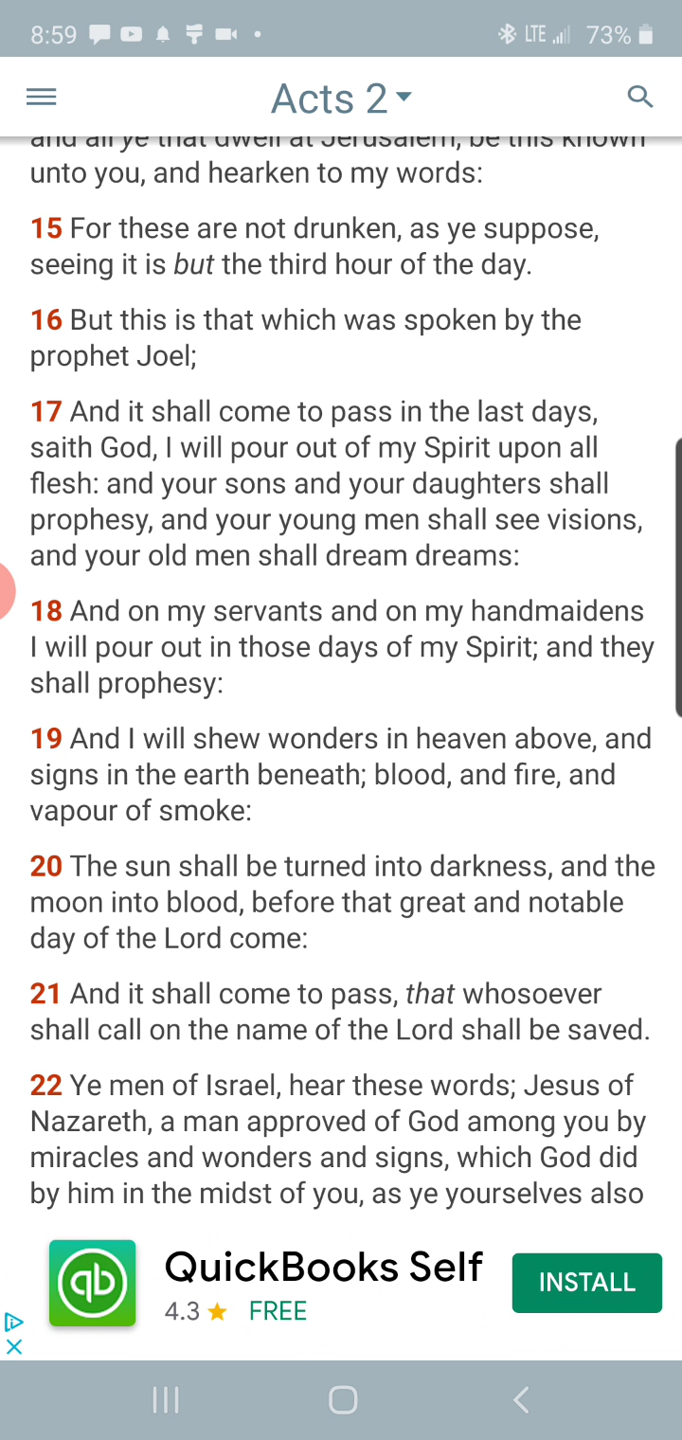 8:59
LTE 73%
Acts 2
and all ye that dwell at Jerusalem, be this known
unto you, and hearken to my words:
15 For these are not drunken, as ye suppose,
seeing it is but the third hour of the day.
16 But this is that which was spoken by the
prophet Joel;
17 And it shall come to pass in the last days,
saith God, I will pour out of my Spirit upon all
flesh: and your sons and your daughters shall
prophesy, and your young men shall see visions,
and your old men shall dream dreams:
18 And on my servants and on my handmaidens
I will pour out in those days of my Spirit; and they
shall prophesy:
19 And I will shew wonders in heaven above, and
signs in the earth beneath; blood, and fire, and
vapour of smoke:
20 The sun shall be turned into darkness, and the
moon into blood, before that great and notable
day of the Lord come:
21 And it shall come to pass, that whosoever
shall call on the name of the Lord shall be saved.
22 Ye men of Israel, hear these words; Jesus of
Nazareth, a man approved of God among you by
miracles and wonders and signs, which God did
by him in the midst of you, as ye yourselves also
qb
QuickBooks Self
4.3 ★ FREE
INSTALL